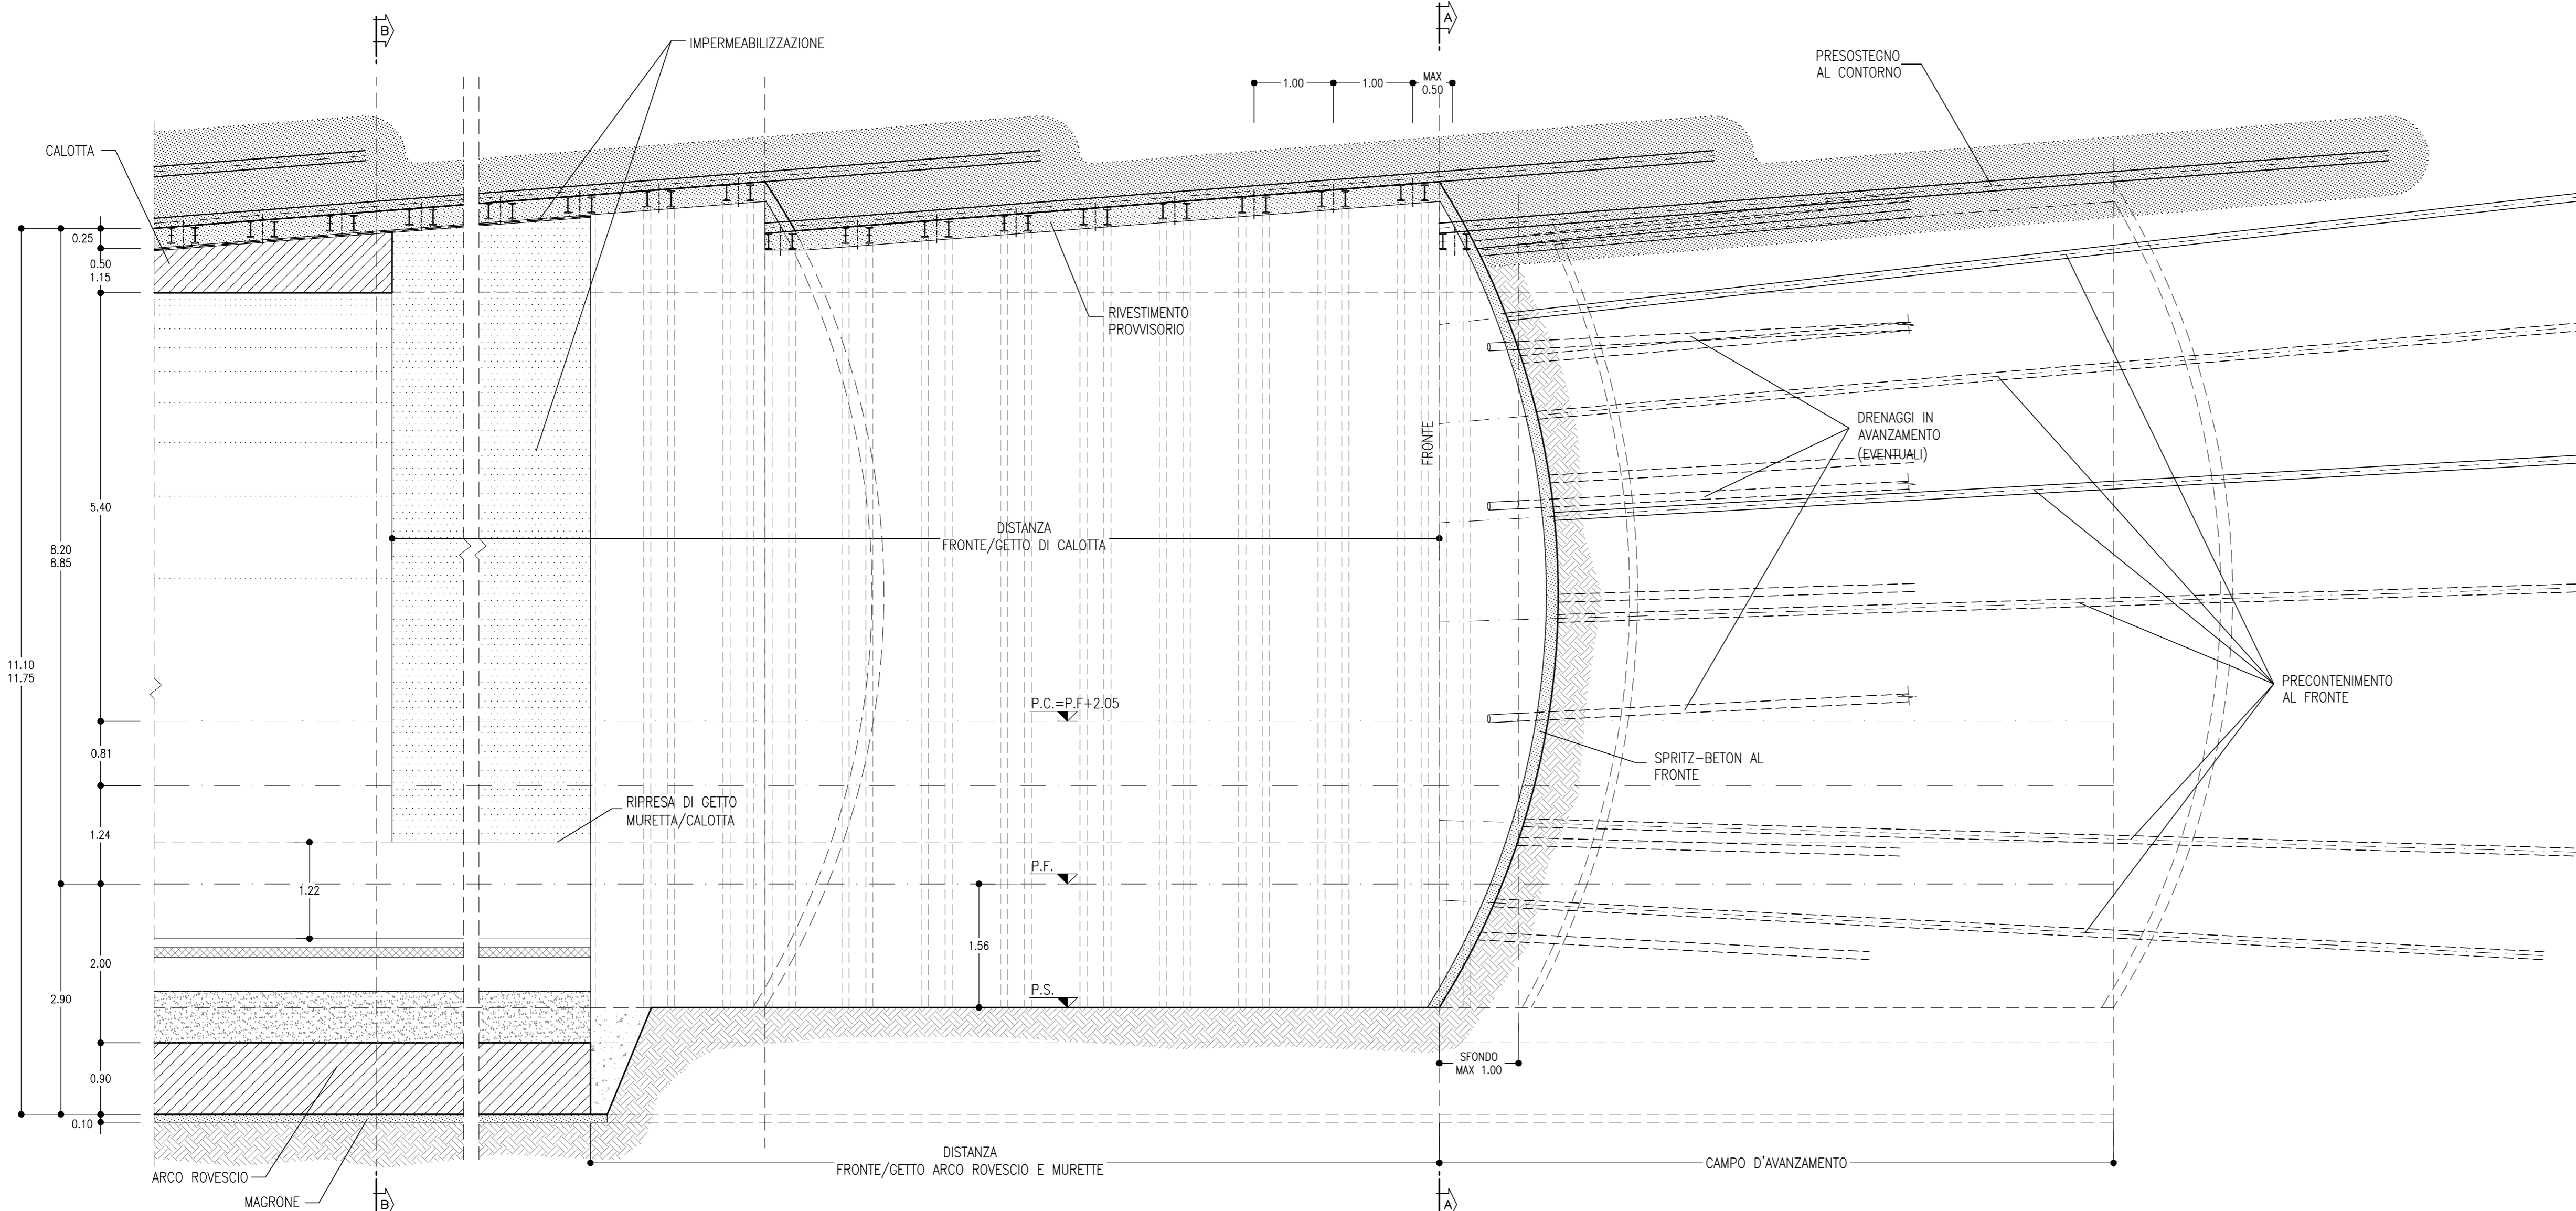 B
A
IMPERMEABILIZZAZIONE
PRESOSTEGNO
AL CONTORNO
1.00
1.00
MAX
0.50
CALOTTA
0.25
0.50
1.15
RIVESTIMENTO
PROVVISORIO
FRONTE
DRENAGGI IN
AVANZAMENTO
(EVENTUALI)
5.40
8.20
8.85
DISTANZA
FRONTE/GETTO DI CALOTTA
11.10
11.75
PRECONTENIMENTO
AL FRONTE
P.C.=P.F+2.05
0.81
SPRITZ-BETON AL
FRONTE
RIPRESA DI GETTO
MURETTA/CALOTTA
1.24
P.F.
1.22
1.56
2.00
2.90
P.S.
SFONDO
MAX 1.00
0.90
0.10
DISTANZA
FRONTE/GETTO ARCO ROVESCIO E MURETTE
CAMPO D'AVANZAMENTO
ARCO ROVESCIO
MAGRONE
B
A